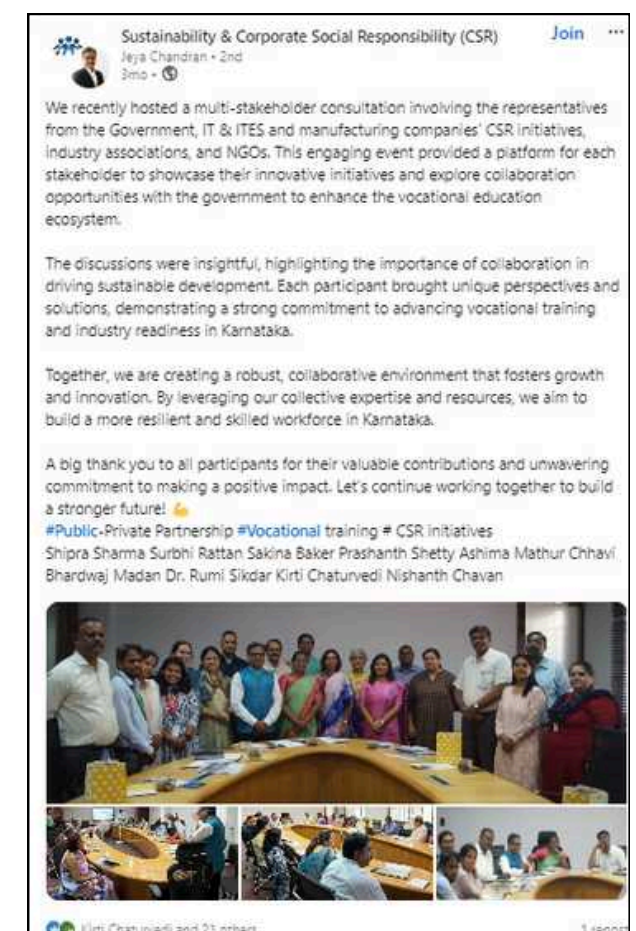 Sustainability & Corporate Social Responsibility (CSR)
Join
Jeya Chandran • 2nd
3mo •
We recently hosted a multi-stakeholder consultation involving the representatives
from the Government, IT & ITES and manufacturing companies' CSR initiatives,
industry associations, and NGOs. This engaging event provided a platform for each
stakeholder to showcase their innovative initiatives and explore collaboration
opportunities with the government to enhance the vocational education
ecosystem.
The discussions were insightful, highlighting the importance of collaboration in
driving sustainable development. Each participant brought unique perspectives and
solutions, demonstrating a strong commitment to advancing vocational training
and industry readiness in Karnataka.
Together, we are creating a robust, collaborative environment that fosters growth
and innovation. By leveraging our collective expertise and resources, we aim to
build a more resilient and skilled workforce in Karnataka.
A big thank you to all participants for their valuable contributions and unwavering
commitment to making a positive impact. Let's continue working together to build
a stronger future! 💪
#Public-Private Partnership #Vocational training # CSR initiatives
Shipra Sharma Surbhi Rattan Sakina Baker Prashanth Shetty Ashima Mathur Chhavi
Bhardwaj Madan Dr. Rumi Sikdar Kirti Chaturvedi Nishanth Chavan
Kirti Chaturvedi and 23 others
1 repost